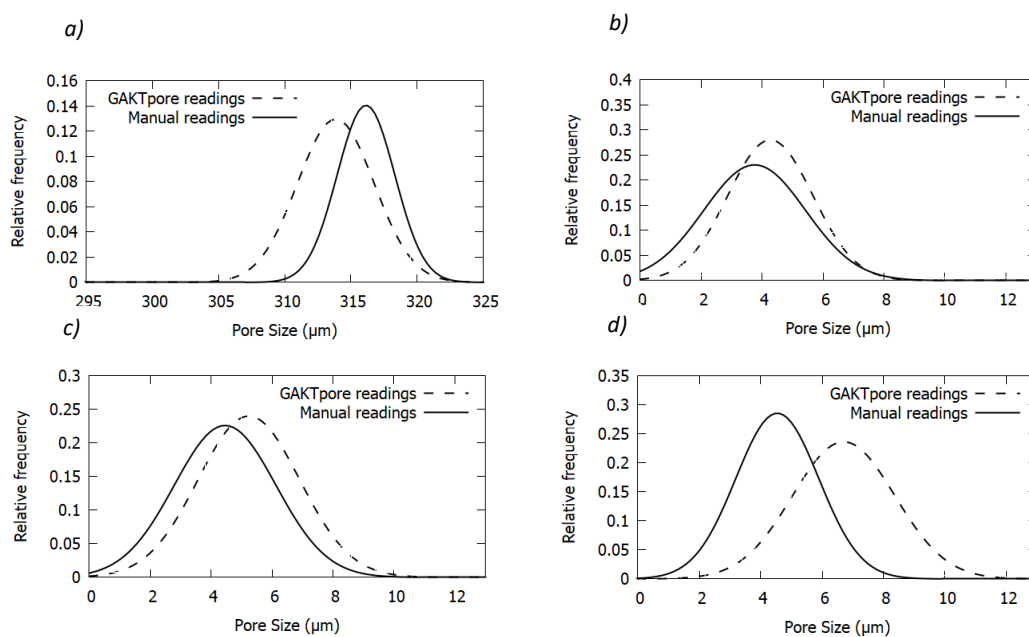 a)
0.16
0.14
0.12
0.1
0.08
0.06
0.04
0.02
0
GAKTpore readings
Manual readings
Relative frequency
295 300 305 310 315 320 325
Pore Size (µm)
b)
0.4
0.35
0.3
0.25
0.2
0.15
0.1
0.05
0
GAKTpore readings
Manual readings
Relative frequency
0 2 4 6 8 10 12
Pore Size (µm)
c)
0.3
0.25
0.2
0.15
0.1
0.05
0
GAKTpore readings
Manual readings
Relative frequency
0 2 4 6 8 10 12
Pore Size (µm)
d)
0.35
0.3
0.25
0.2
0.15
0.1
0.05
0
GAKTpore readings
Manual readings
Relative frequency
0 2 4 6 8 10 12
Pore Size (µm)